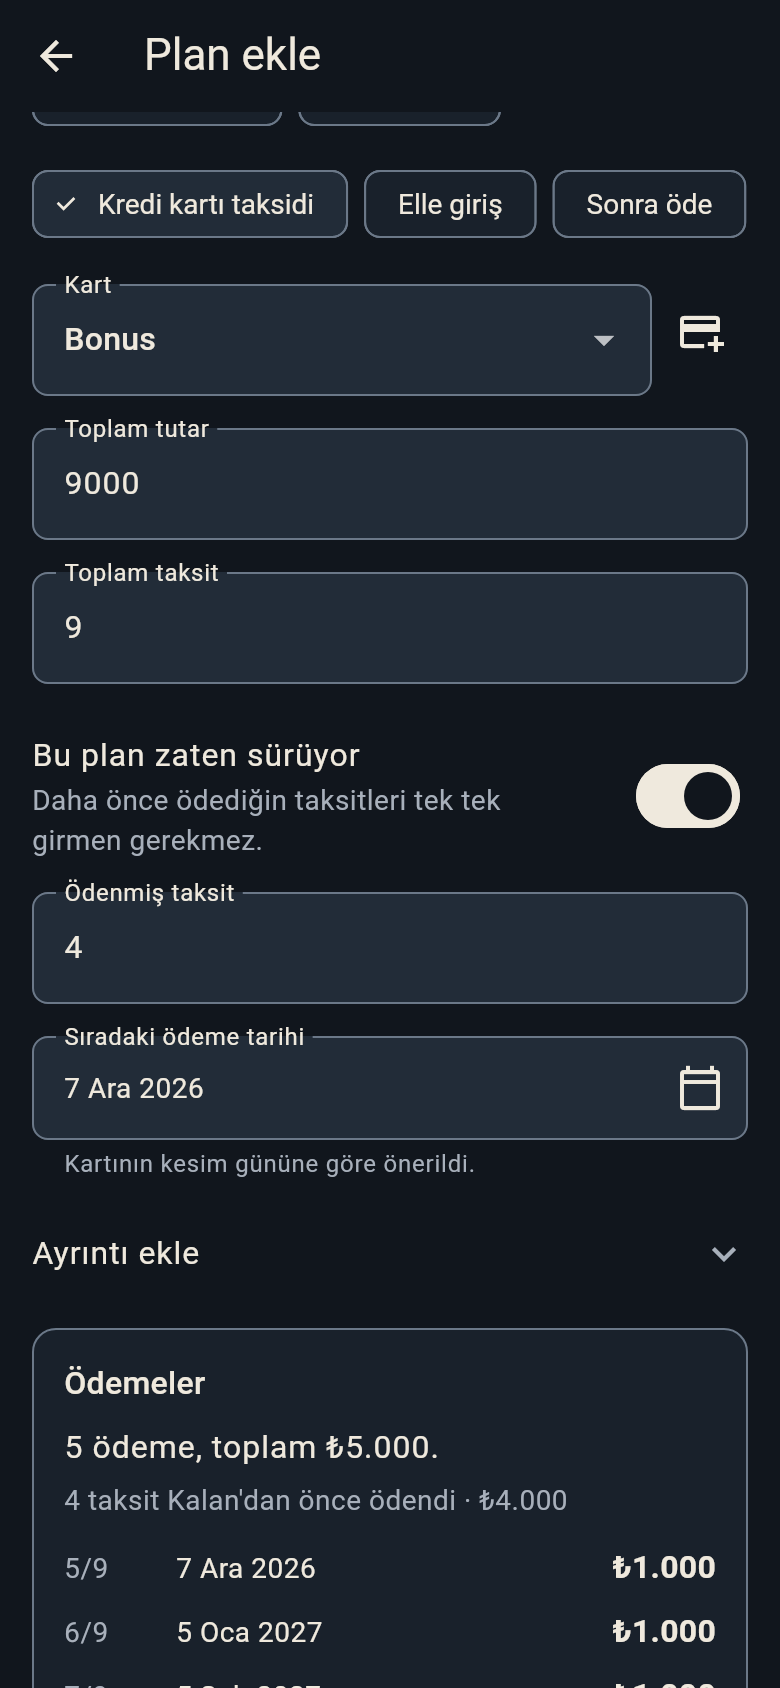 Plan ekle
Kredi kartı taksidi
Elle giriş
Sonra öde
Kart
Bonus
Toplam tutar
9000
Toplam taksit
9
Bu plan zaten sürüyor
Daha önce ödediğin taksitleri tek tek
girmen gerekmez.
Ödenmiş taksit
4
Sıradaki ödeme tarihi
7 Ara 2026
Kartının kesim gününe göre önerildi.
Ayrıntı ekle
Ödemeler
5 ödeme, toplam ₺5.000.
4 taksit Kalan'dan önce ödendi · ₺4.000
5/9 7 Ara 2026 ₺1.000
6/9 5 Oca 2027 ₺1.000